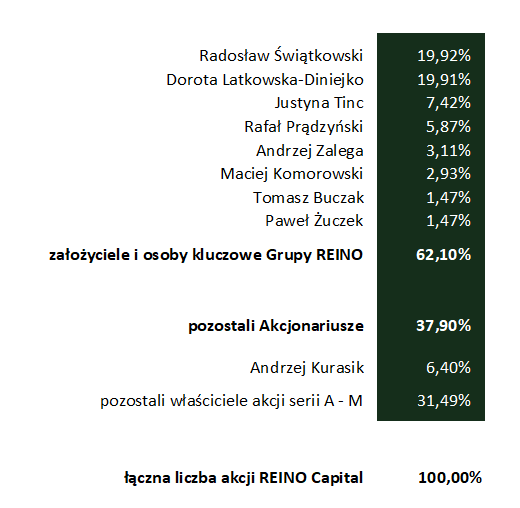 Radosław Świątkowski 19,92%
Dorota Latkowska-Diniejko 19,91%
Justyna Tinc 7,42%
Rafał Prądzyński 5,87%
Andrzej Zalega 3,11%
Maciej Komorowski 2,93%
Tomasz Buczak 1,47%
Paweł Żuczek 1,47%
założyciele i osoby kluczowe Grupy REINO 62,10%
pozostali Akcjonariusze 37,90%
Andrzej Kurasik 6,40%
pozostali właściciele akcji serii A - M 31,49%
łączna liczba akcji REINO Capital 100,00%